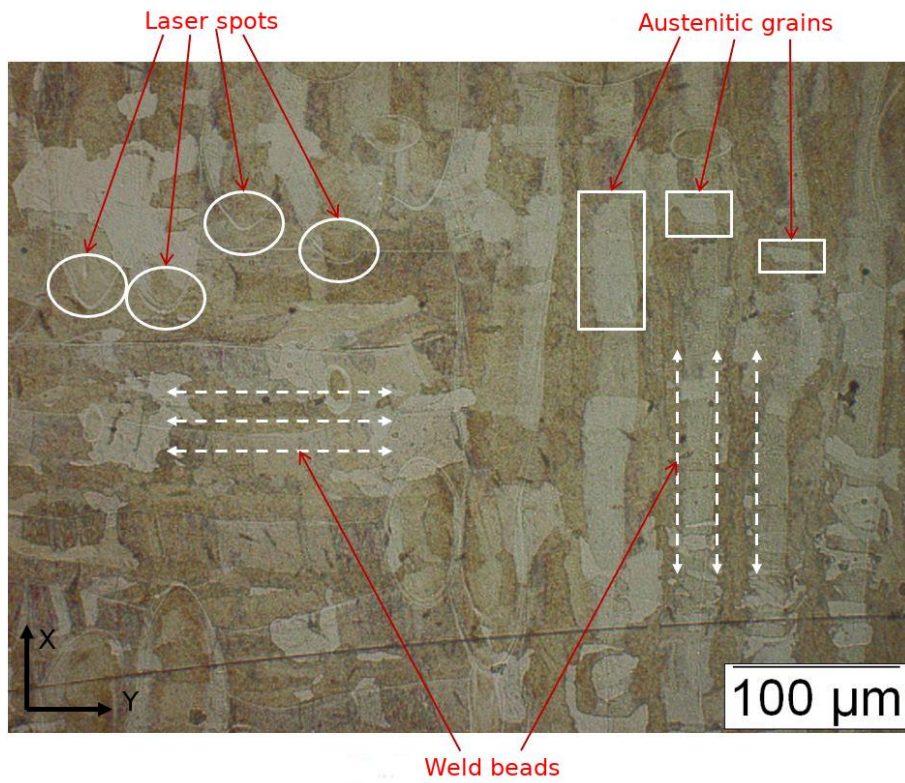 Laser spots
Austenitic grains
X
Y
100 μm
Weld beads